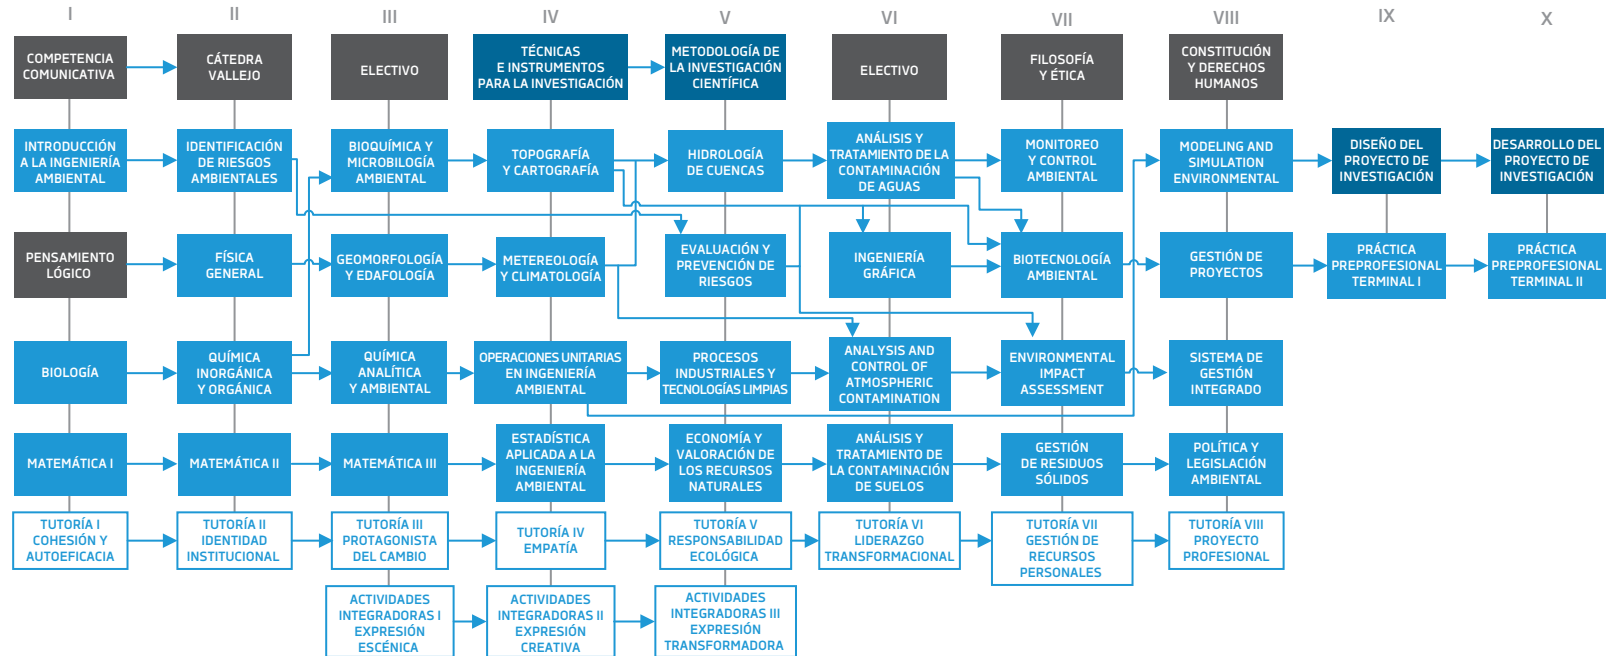 I
II
III
IV
V
VI
VII
VIII
IX
X
COMPETENCIA
COMUNICATIVA
CÁTEDRA
VALLEJO
ELECTIVO
TÉCNICAS
E INSTRUMENTOS
PARA LA INVESTIGACIÓN
METODOLOGÍA DE
LA INVESTIGACIÓN
CIENTÍFICA
ELECTIVO
FILOSOFÍA
Y ÉTICA
CONSTITUCIÓN
Y DERECHOS
HUMANOS
INTRODUCCIÓN
A LA INGENIERÍA
AMBIENTAL
IDENTIFICACIÓN
DE RIESGOS
AMBIENTALES
BIOQUÍMICA Y
MICROBILOGÍA
AMBIENTAL
TOPOGRAFÍA
Y CARTOGRAFÍA
HIDROLOGÍA
DE CUENCAS
ANÁLISIS Y
TRATAMIENTO DE LA
CONTAMINACIÓN
DE AGUAS
MONITOREO
Y CONTROL
AMBIENTAL
MODELING AND
SIMULATION
ENVIRONMENTAL
DISEÑO DEL
PROYECTO DE
INVESTIGACIÓN
DESARROLLO DEL
PROYECTO DE
INVESTIGACIÓN
PENSAMIENTO
LÓGICO
FÍSICA
GENERAL
GEOMORFOLOGÍA
Y EDAFOLOGÍA
METEREOLOGÍA
Y CLIMATOLOGÍA
EVALUACIÓN Y
PREVENCIÓN DE
RIESGOS
INGENIERÍA
GRÁFICA
BIOTECNOLOGÍA
AMBIENTAL
GESTIÓN DE
PROYECTOS
PRÁCTICA
PREPROFESIONAL
TERMINAL I
PRÁCTICA
PREPROFESIONAL
TERMINAL II
BIOLOGÍA
QUÍMICA
INORGÁNICA
Y ORGÁNICA
QUÍMICA
ANALÍTICA
Y AMBIENTAL
OPERACIONES UNITARIAS
EN INGENIERÍA
AMBIENTAL
PROCESOS
INDUSTRIALES Y
TECNOLOGÍAS LIMPIAS
ANALYSIS AND
CONTROL OF
ATMOSPHERIC
CONTAMINATION
ENVIRONMENTAL
IMPACT
ASSESSMENT
SISTEMA DE
GESTIÓN
INTEGRADO
MATEMÁTICA I
MATEMÁTICA II
MATEMÁTICA III
ESTADÍSTICA
APLICADA A LA
INGENIERÍA
AMBIENTAL
ECONOMÍA Y
VALORACIÓN DE
LOS RECURSOS
NATURALES
ANÁLISIS Y
TRATAMIENTO DE
LA CONTAMINACIÓN
DE SUELOS
GESTIÓN
DE RESIDUOS
SÓLIDOS
POLÍTICA Y
LEGISLACIÓN
AMBIENTAL
TUTORÍA I
COHESIÓN Y
AUTOEFICACIA
TUTORÍA II
IDENTIDAD
INSTITUCIONAL
TUTORÍA III
PROTAGONISTA
DEL CAMBIO
TUTORÍA IV
EMPATÍA
TUTORÍA V
RESPONSABILIDAD
ECOLÓGICA
TUTORÍA VI
LIDERAZGO
TRANSFORMACIONAL
TUTORÍA VII
GESTIÓN DE
RECURSOS
PERSONALES
TUTORÍA VIII
PROYECTO
PROFESIONAL
ACTIVIDADES
INTEGRADORAS I
EXPRESIÓN
ESCÉNICA
ACTIVIDADES
INTEGRADORAS II
EXPRESIÓN
CREATIVA
ACTIVIDADES
INTEGRADORAS III
EXPRESIÓN
TRANSFORMADORA